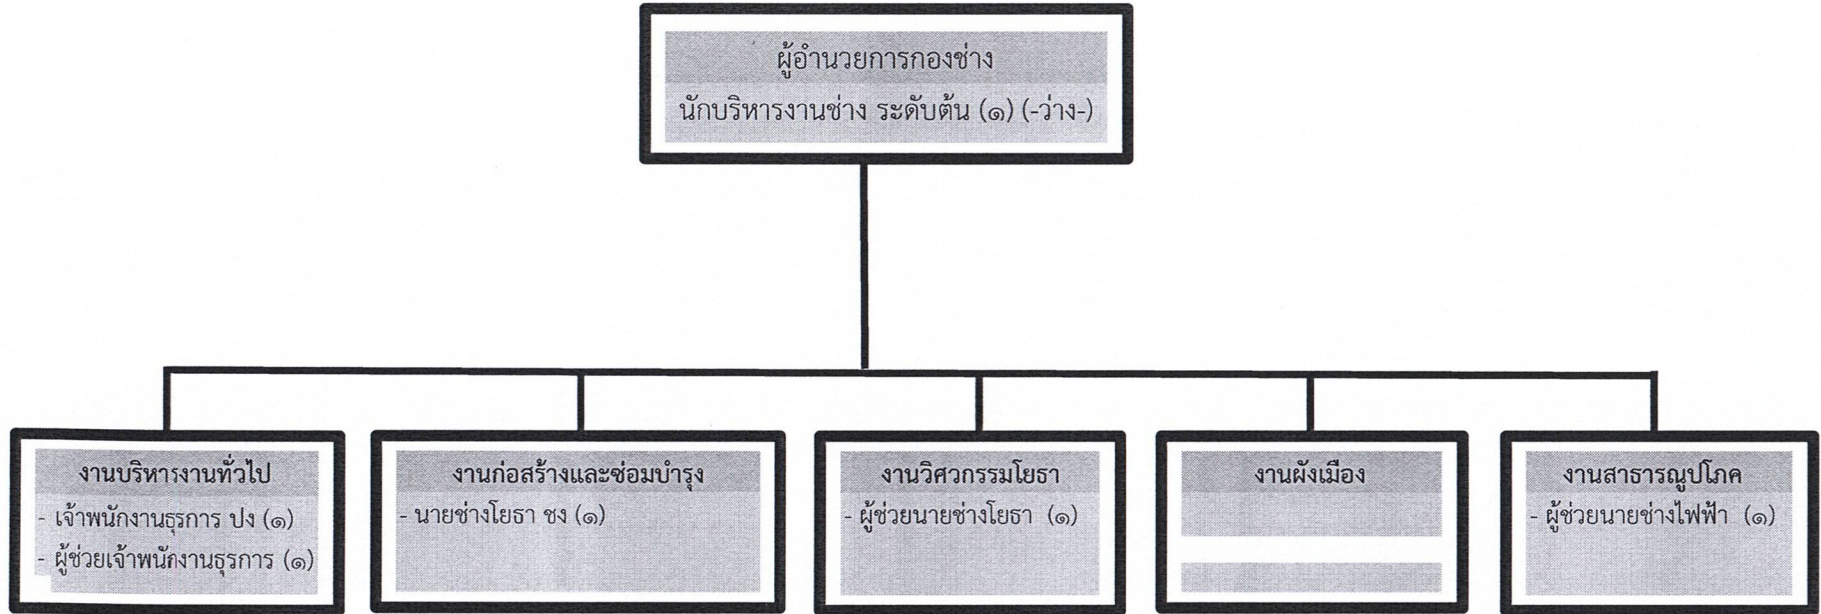 ผู้อำนวยการกองช่าง
นักบริหารงานช่าง ระดับต้น (๑) (-ว่าง-)
งานบริหารงานทั่วไป
- เจ้าพนักงานธุรการ ปง (๑)
- ผู้ช่วยเจ้าพนักงานธุรการ (๑)
งานก่อสร้างและซ่อมบำรุง
- นายช่างโยธา ชง (๑)
งานวิศวกรรมโยธา
- ผู้ช่วยนายช่างโยธา (๑)
งานผังเมือง
งานสาธารณูปโภค
- ผู้ช่วยนายช่างไฟฟ้า (๑)